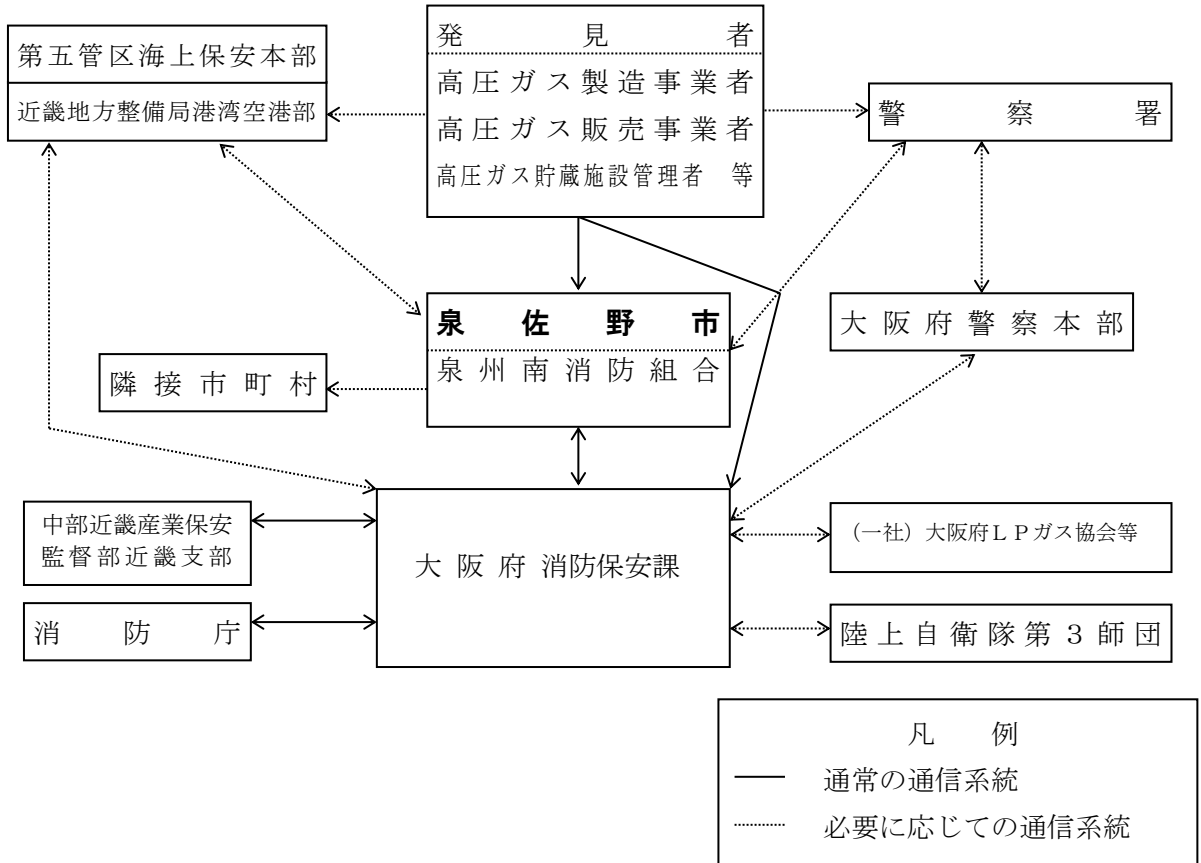 第五管区海上保安本部
近畿地方整備局港湾空港部
発見者
高圧ガス製造事業者
高圧ガス販売事業者
高圧ガス貯蔵施設管理者 等
警察署
泉佐野市
泉州南消防組合
大阪府警察本部
隣接市町村
中部近畿産業保安
監督部近畿支部
大阪府 消防保安課
(一社)大阪府LPガス協会等
消防庁
陸上自衛隊第3師団
凡例
通常の通信系統
必要に応じての通信系統